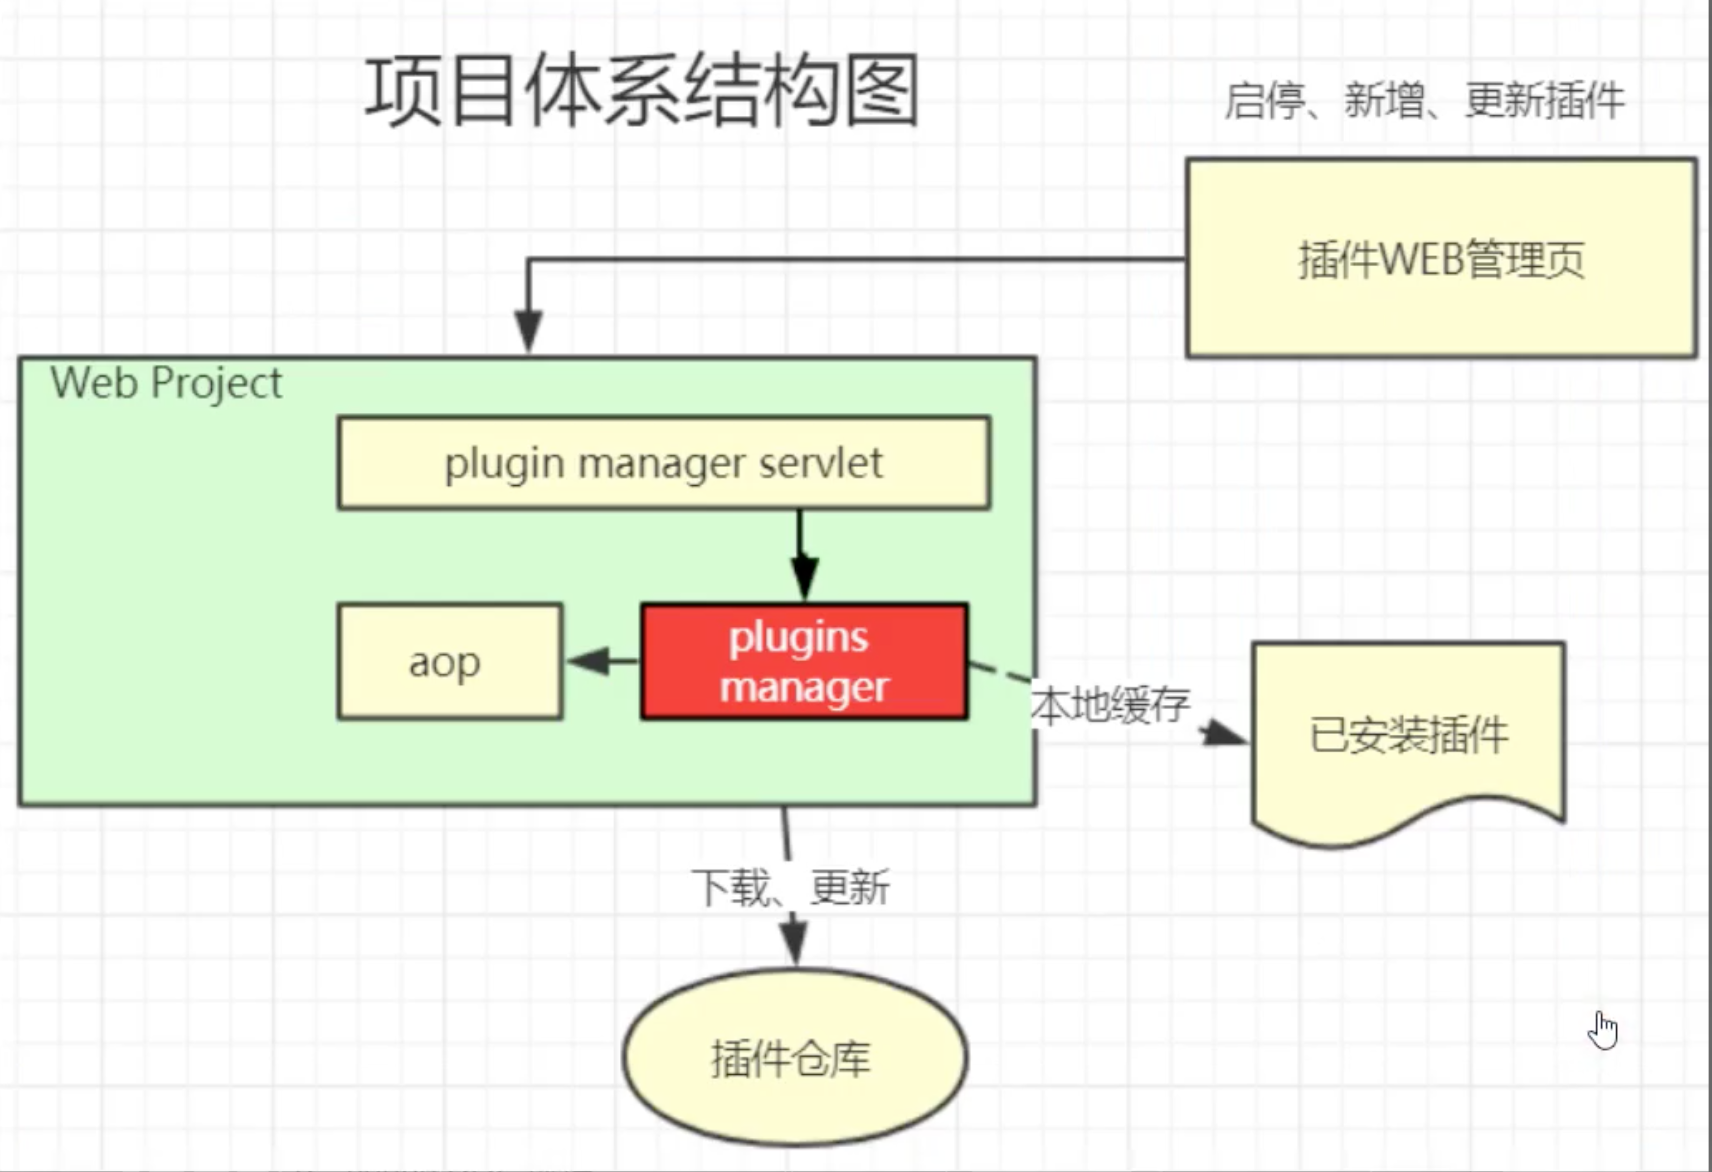 项目体系结构图
启停、新增、更新插件
插件WEB管理页
Web Project
plugin manager servlet
aop
plugins
manager
本地缓存
已安装插件
下载、更新
插件仓库